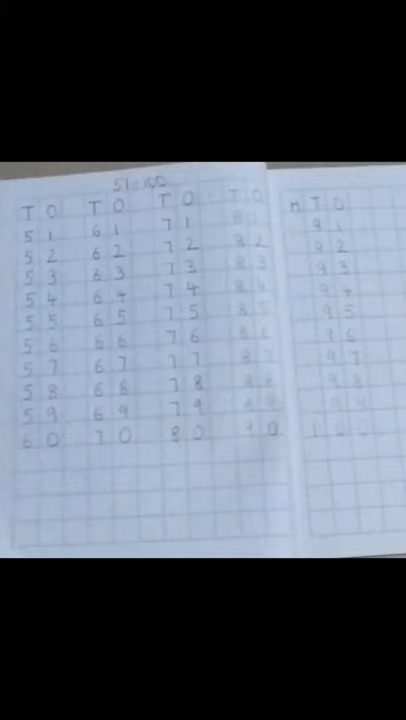 51-100
T O T O T O T O H T O
5 1 6 1 7 1 8 1 9 1
5 2 6 2 7 2 8 2 9 2
5 3 6 3 7 3 8 3 9 3
5 4 6 4 7 4 8 4 9 4
5 5 6 5 7 5 8 5 9 5
5 6 6 6 7 6 8 6 9 6
5 7 6 7 7 7 8 7 9 7
5 8 6 8 7 8 8 8 9 8
5 9 6 9 7 9 8 9 9 9
6 0 7 0 8 0 9 0 1 0 0